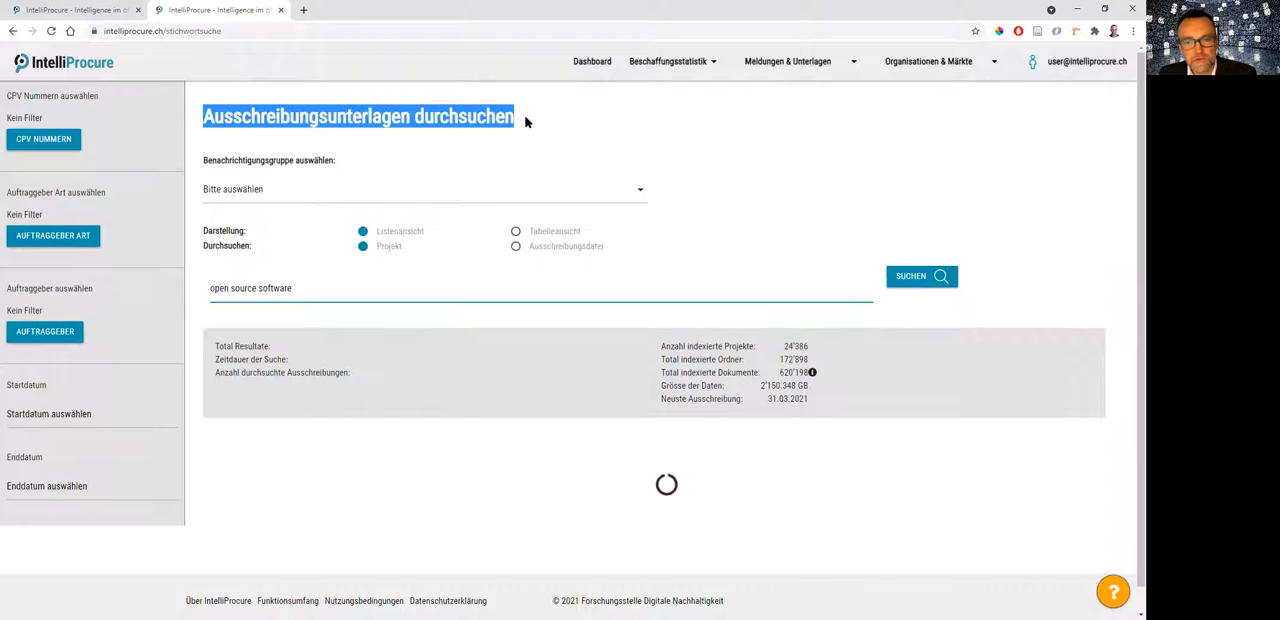 IntelliProcure - Intelligence im öf
IntelliProcure - Intelligence im öf
intelliprocure.ch/stichwortsuche
IntelliProcure
Dashboard
Beschaffungsstatistik
Meldungen & Unterlagen
Organisationen & Märkte
user@intelliprocure.ch
CPV Nummern auswählen
Kein Filter
CPV NUMMERN
Auftraggeber Art auswählen
Kein Filter
AUFTRAGGEBER ART
Auftraggeber auswählen
Kein Filter
AUFTRAGGEBER
Startdatum
Startdatum auswählen
Enddatum
Enddatum auswählen
Ausschreibungsunterlagen durchsuchen
Benachrichtigungsgruppe auswählen:
Bitte auswählen
Darstellung: Listenansicht Tabelleansicht
Durchsuchen: Projekt Ausschreibungsdatei
open source software
SUCHEN
Total Resultate:
Zeitdauer der Suche:
Anzahl durchsuchte Ausschreibungen:
Anzahl indexierte Projekte: 24'386
Total indexierte Ordner: 172'898
Total indexierte Dokumente: 620'198
Grösse der Daten: 2'150.348 GB
Neuste Ausschreibung: 31.03.2021
Über IntelliProcure Funktionsumfang Nutzungsbedingungen Datenschutzerklärung
© 2021 Forschungsstelle Digitale Nachhaltigkeit
?